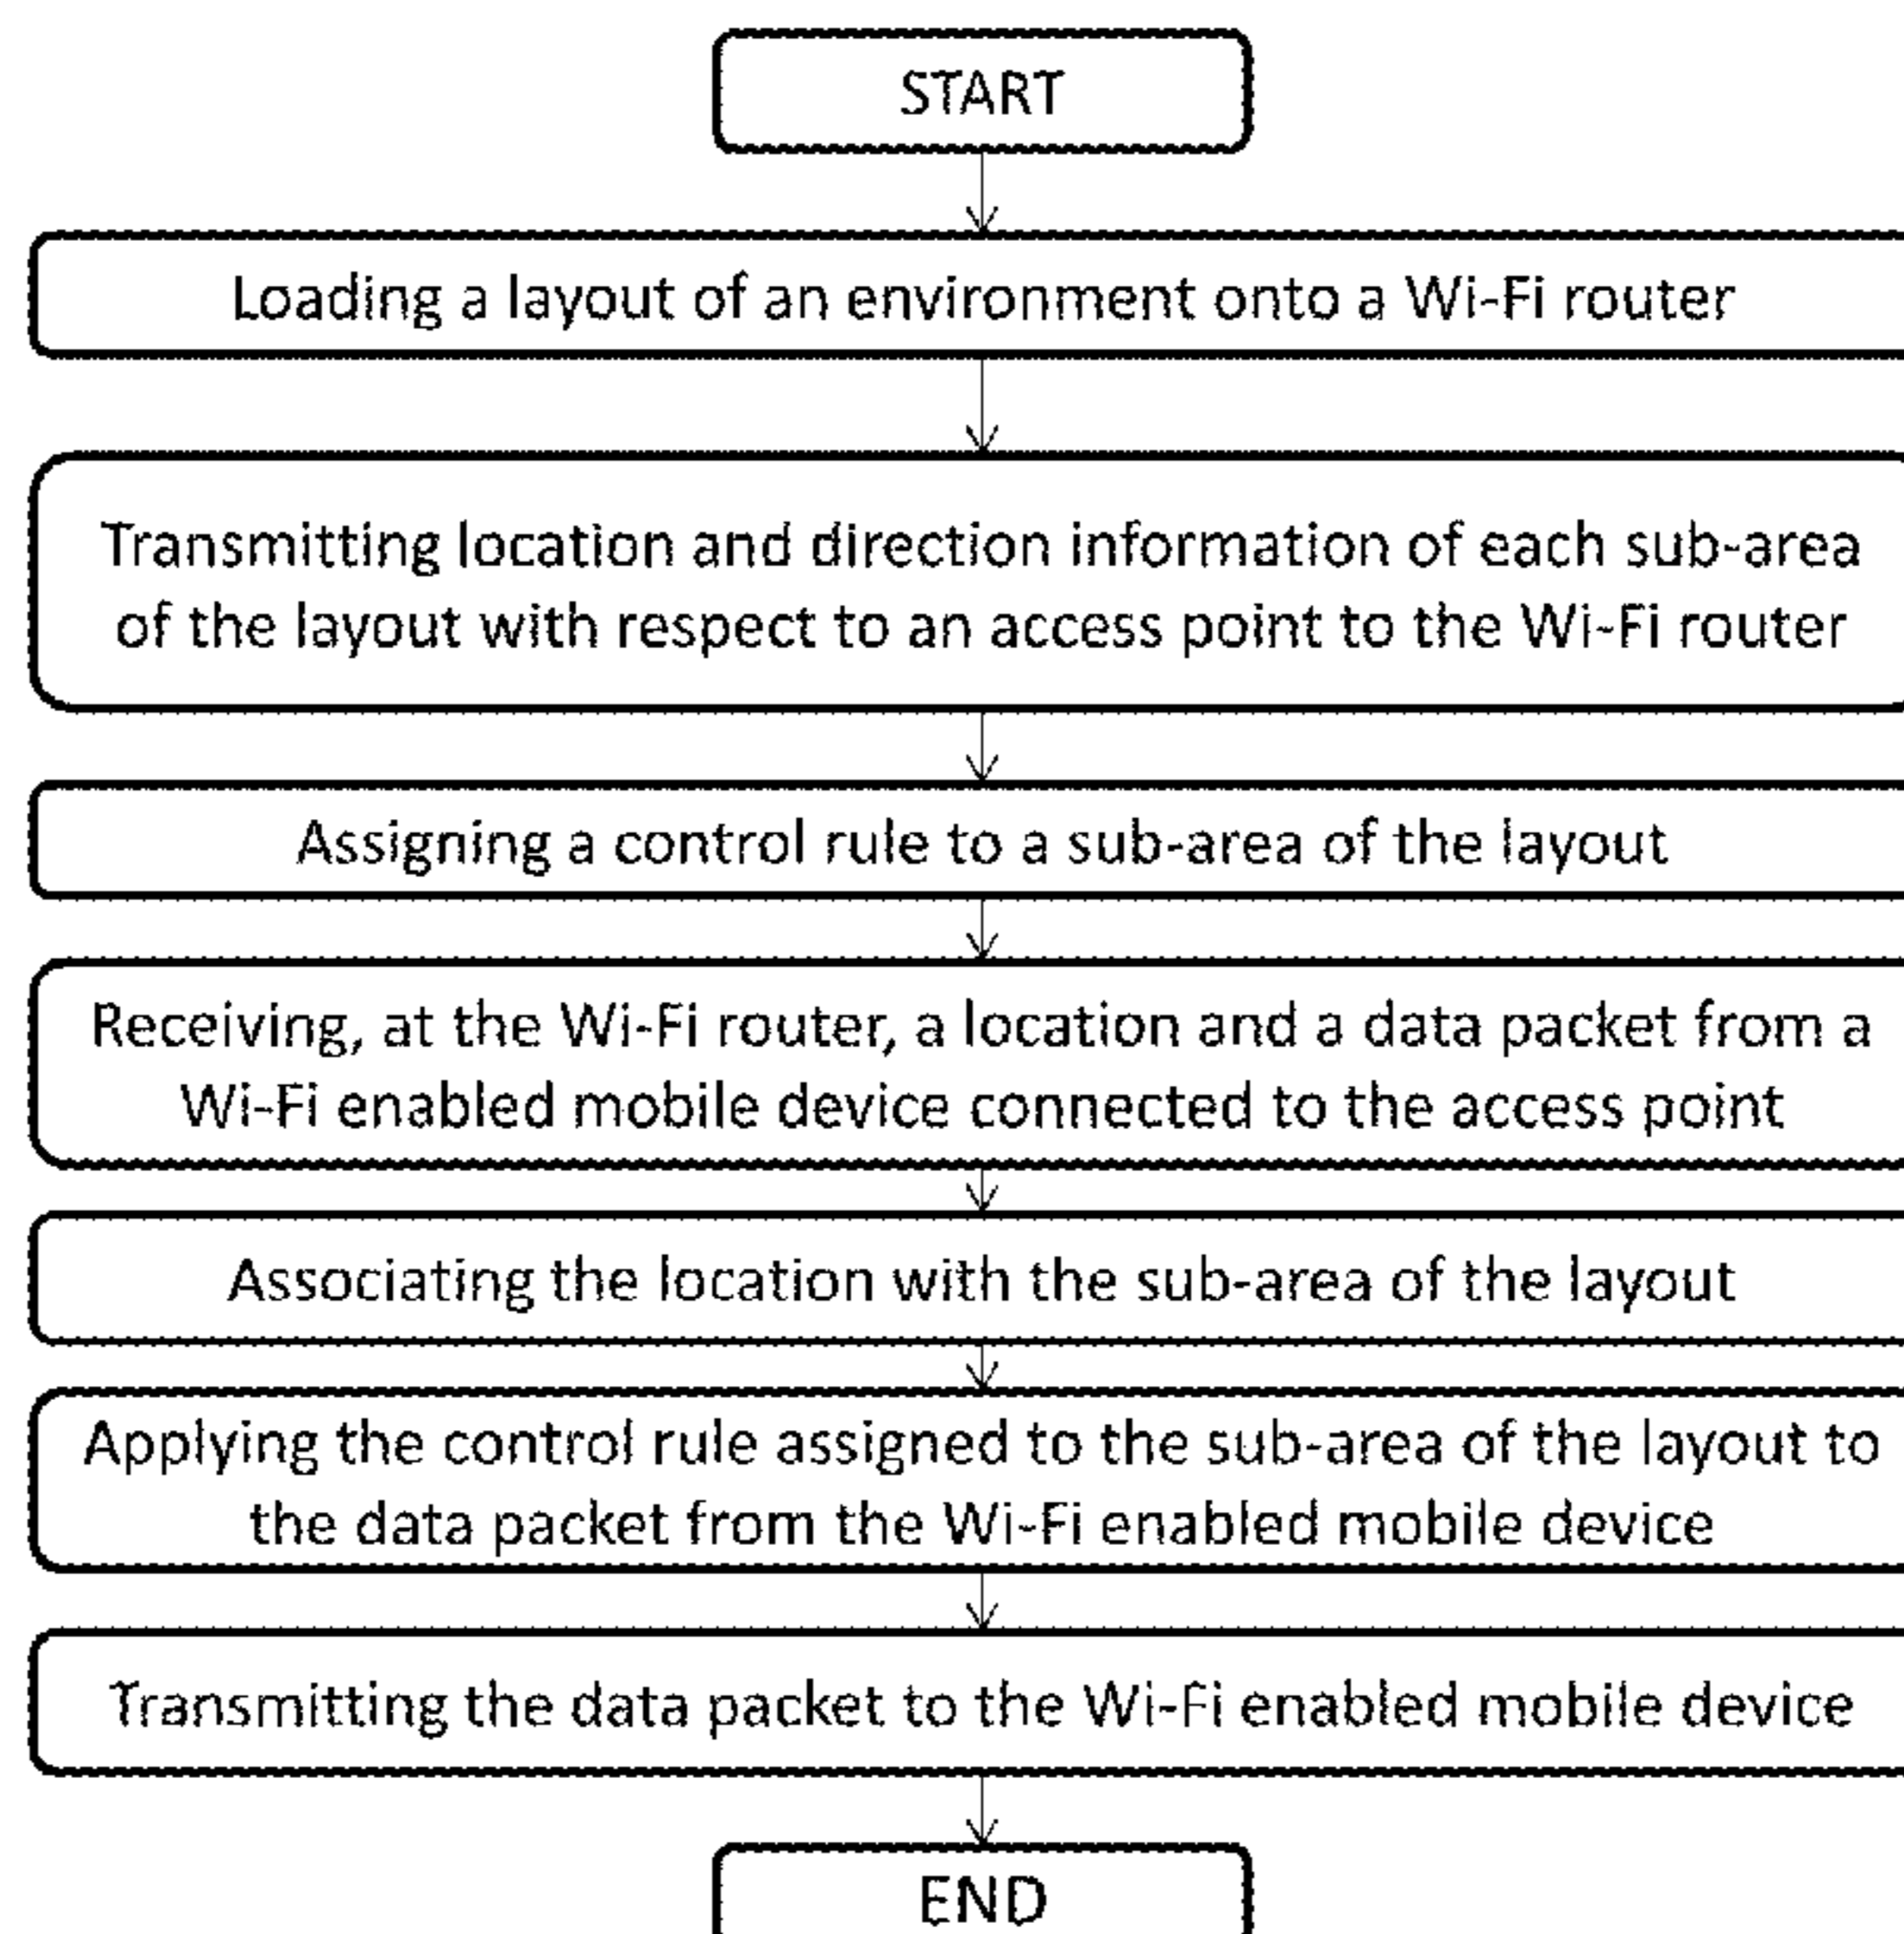 START
Loading a layout of an environment onto a Wi-Fi router
Transmitting location and direction information of each sub-area
of the layout with respect to an access point to the Wi-Fi router
Assigning a control rule to a sub-area of the layout
Receiving, at the Wi-Fi router, a location and a data packet from a
Wi-Fi enabled mobile device connected to the access point
Associating the location with the sub-area of the layout
Applying the control rule assigned to the sub-area of the layout to
the data packet from the Wi-Fi enabled mobile device
Transmitting the data packet to the Wi-Fi enabled mobile device
END